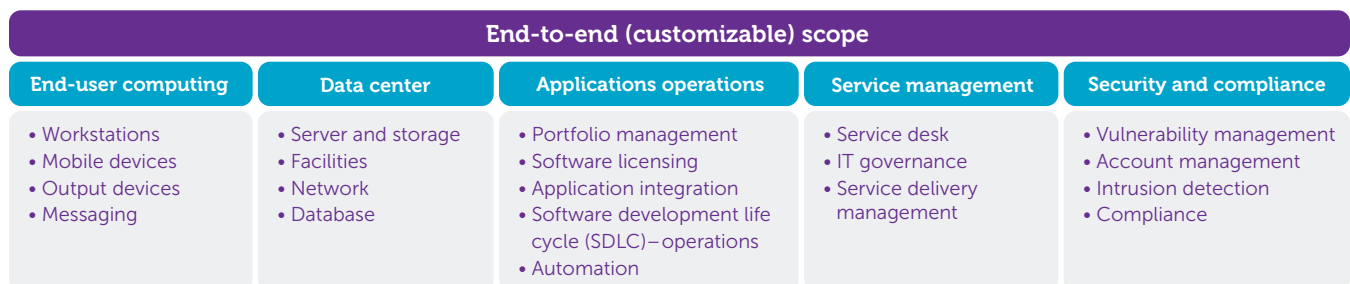 End-to-end (customizable) scope
End-user computing
• Workstations
• Mobile devices
• Output devices
• Messaging
Data center
• Server and storage
• Facilities
• Network
• Database
Applications operations
• Portfolio management
• Software licensing
• Application integration
• Software development life
cycle (SDLC)–operations
• Automation
Service management
• Service desk
• IT governance
• Service delivery
management
Security and compliance
• Vulnerability management
• Account management
• Intrusion detection
• Compliance